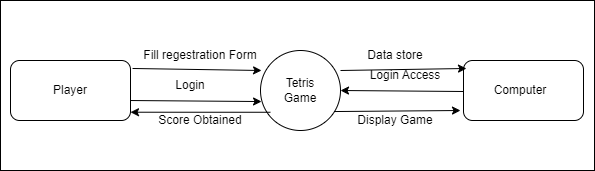 Fill regestration Form
Data store
Login
Login Access
Player
Tetris
Game
Computer
Score Obtained
Display Game